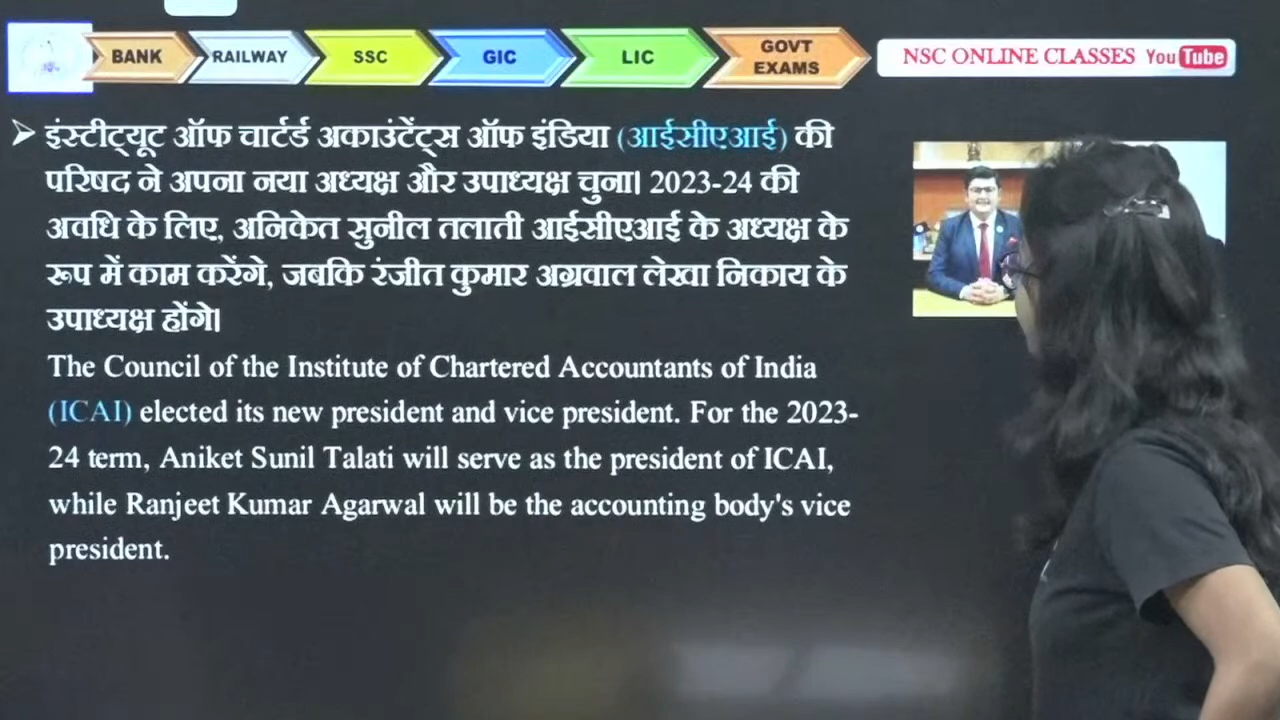 BANK
RAILWAY
SSC
GIC
LIC
GOVT
EXAMS
NSC ONLINE CLASSES YouTube
➢ इंस्टीट्यूट ऑफ चार्टर्ड अकाउंटेंट्स ऑफ इंडिया (आईसीएआई) की
परिषद ने अपना नया अध्यक्ष और उपाध्यक्ष चुना। 2023-24 की
अवधि के लिए, अनिकेत सुनील तलाती आईसीएआई के अध्यक्ष के
रूप में काम करेंगे, जबकि रंजीत कुमार अग्रवाल लेखा निकाय के
उपाध्यक्ष होंगे।
The Council of the Institute of Chartered Accountants of India
(ICAI) elected its new president and vice president. For the 2023-
24 term, Aniket Sunil Talati will serve as the president of ICAI,
while Ranjeet Kumar Agarwal will be the accounting body's vice
president.